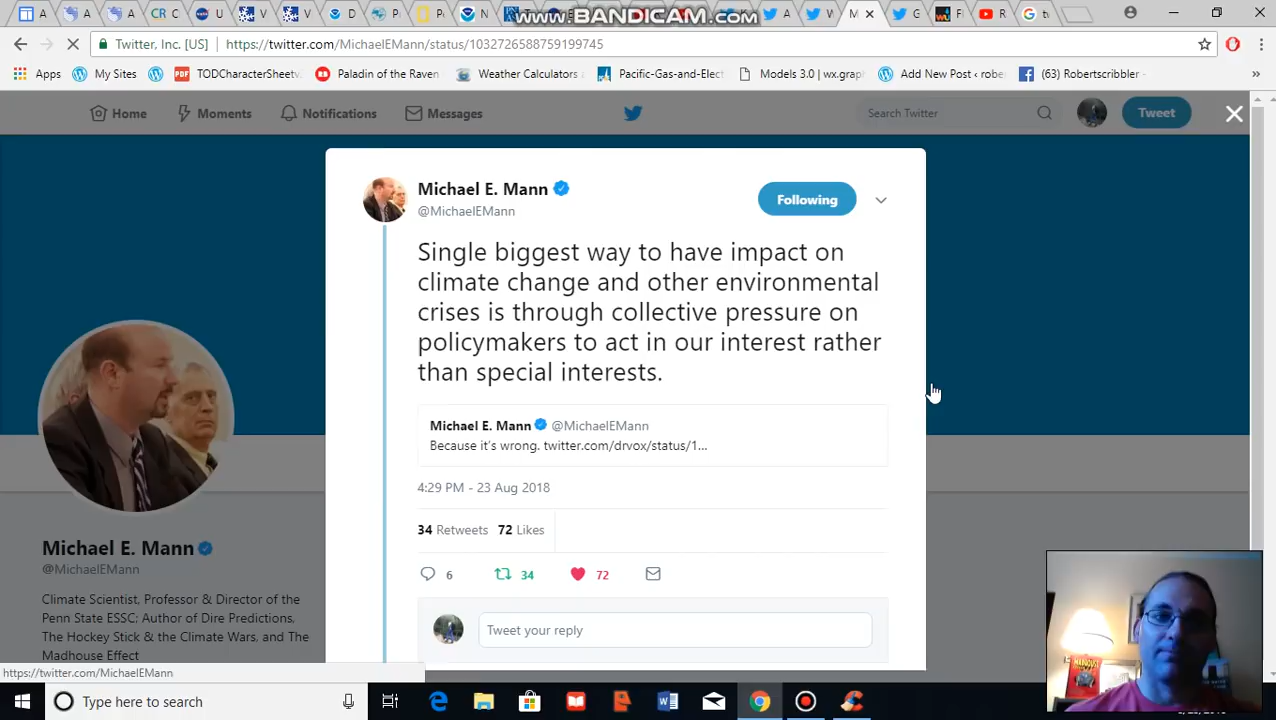 www.BANDICAM.com
Twitter, Inc. [US] https://twitter.com/MichaelEMann/status/1032726588759199745
Apps My Sites TODCharacterSheetv. Paladin of the Raven Weather Calculators Pacific-Gas-and-Elect Models 3.0 | wx.grap Add New Post ‹ robe (63) Robertscribbler
Home Moments Notifications Messages Search Twitter Tweet
Michael E. Mann
@MichaelEMann
Following
Single biggest way to have impact on
climate change and other environmental
crises is through collective pressure on
policymakers to act in our interest rather
than special interests.
Michael E. Mann @MichaelEMann
Because it's wrong. twitter.com/drvox/status/1...
4:29 PM - 23 Aug 2018
34 Retweets 72 Likes
6 34 72
Tweet your reply
Michael E. Mann
@MichaelEMann
Climate Scientist, Professor & Director of the
Penn State ESSC; Author of Dire Predictions,
The Hockey Stick & the Climate Wars, and The
Madhouse Effect
https://twitter.com/MichaelEMann
Type here to search